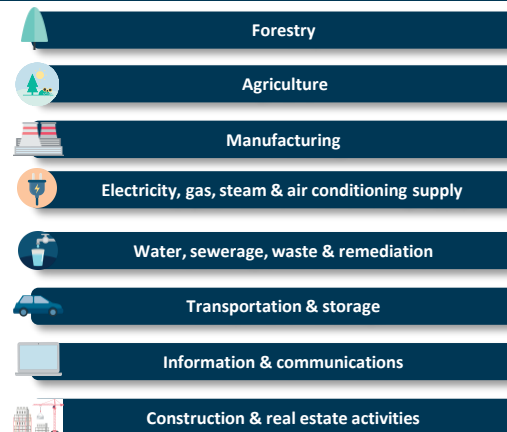 Forestry
Agriculture
Manufacturing
Electricity, gas, steam & air conditioning supply
Water, sewerage, waste & remediation
Transportation & storage
Information & communications
Construction & real estate activities